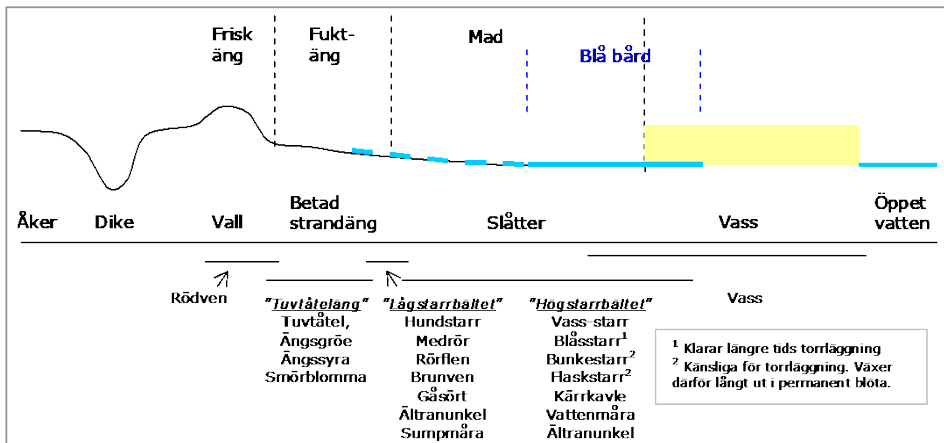 Frisk
äng
Fukt-
äng
Mad
Blå bård
Åker
Dike
Vall
Betad
strandäng
Slåtter
Vass
Öppet
vatten
Rödven
"Tuvtåteläng"
Tuvtåtel,
Ängsgröe
Ängssyra
Smörblomma
"Lågstarrbältet"
Hundstarr
Medrör
Rörflen
Brunven
Gåsört
Ältranunkel
Sumpmåra
"Högstarrbältet"
Vass-starr
Blåsstarr¹
Bunkestarr²
Flaskstarr²
Kärrkavle
Vattenmåra
Ältranunkel
Vass
¹ Klarar längre tids torrläggning
² Känsliga för torrläggning. Växer
därför långt ut i permanent blöta.